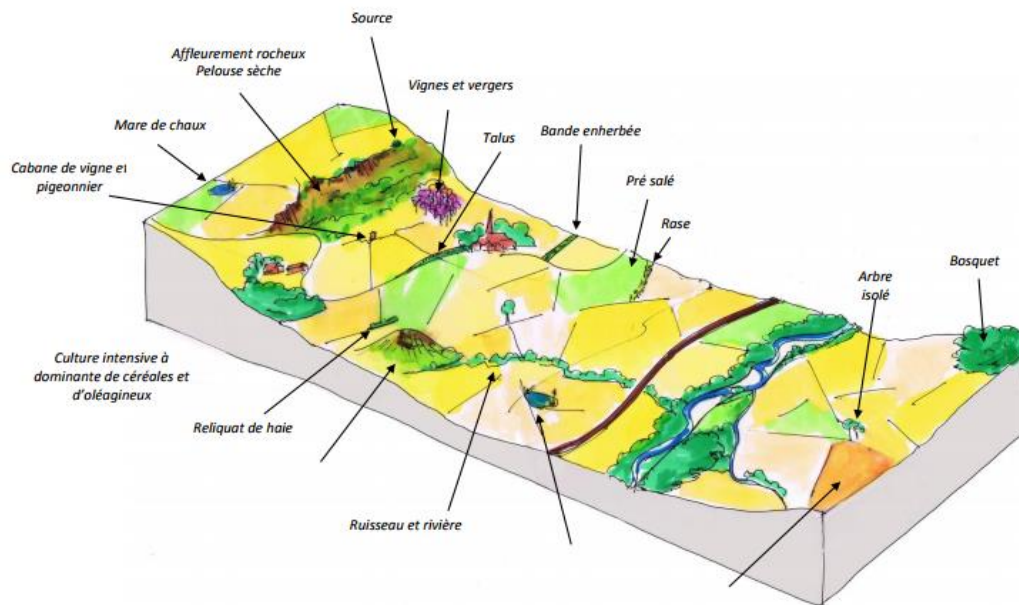 Source
Affleurement rocheux
Pelouse sèche
Vignes et vergers
Mare de chaux
Talus
Bande enherbée
Cabane de vigne et
pigeonnier
Pré salé
Rase
Arbre
isolé
Bosquet
Culture intensive à
dominante de céréales et
d'oléagineux
Reliquat de haie
Ruisseau et rivière